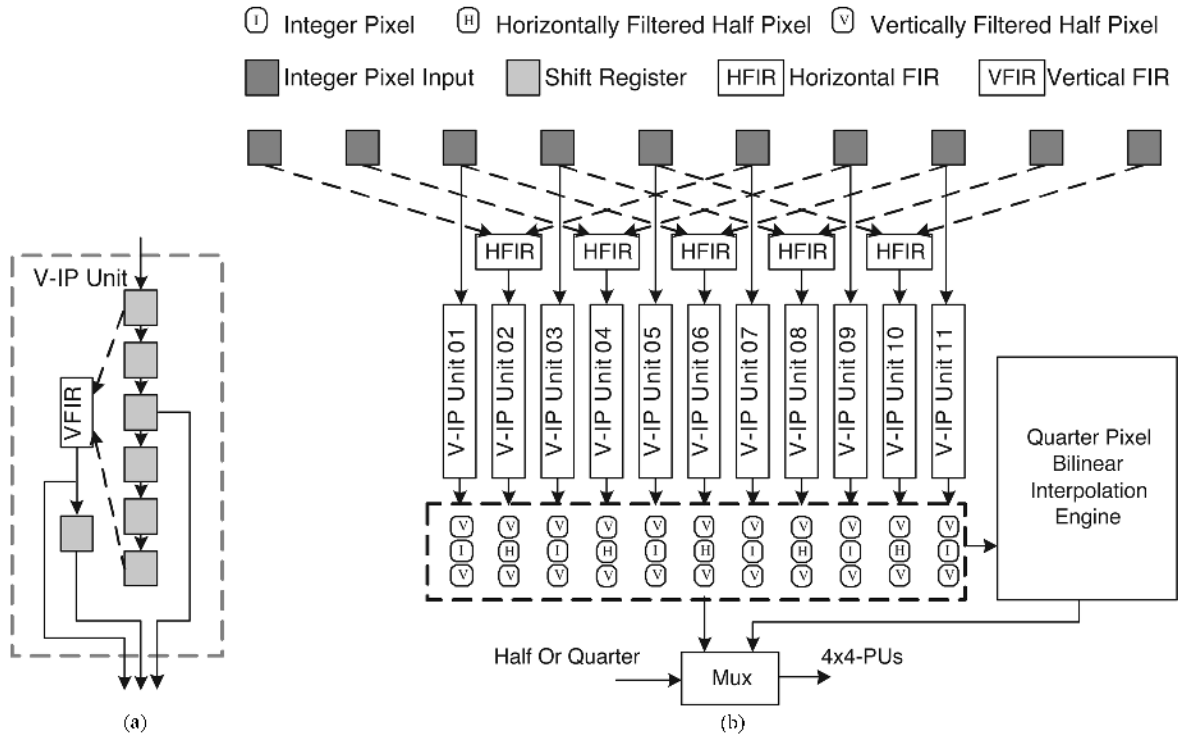 I Integer Pixel H Horizontally Filtered Half Pixel V Vertically Filtered Half Pixel
Integer Pixel Input Shift Register HFIR Horizontal FIR VFIR Vertical FIR
HFIR HFIR HFIR HFIR HFIR
V-IP Unit
VFIR
V-IP Unit 01
V-IP Unit 02
V-IP Unit 03
V-IP Unit 04
V-IP Unit 05
V-IP Unit 06
V-IP Unit 07
V-IP Unit 08
V-IP Unit 09
V-IP Unit 10
V-IP Unit 11
Quarter Pixel
Bilinear
Interpolation
Engine
V V V V V V V V V V V
I H I H I H I H I H I
V V V V V V V V V V V
Half Or Quarter
Mux
4x4-PUs
(a)
(b)